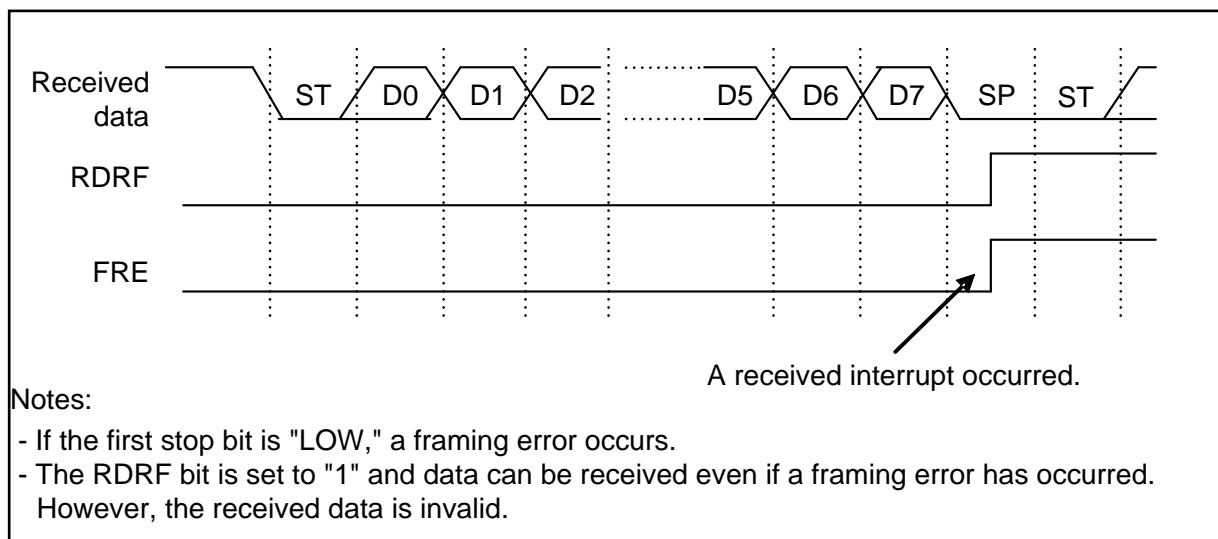 Received data
ST D0 D1 D2 D5 D6 D7 SP ST
RDRF
FRE
A received interrupt occurred.
Notes:
- If the first stop bit is "LOW," a framing error occurs.
- The RDRF bit is set to "1" and data can be received even if a framing error has occurred.
However, the received data is invalid.